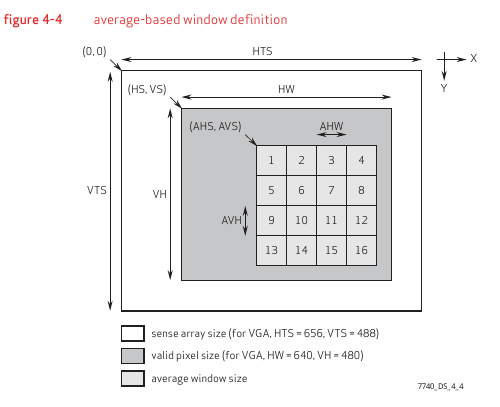 figure 4-4 average-based window definition
(0, 0)
HTS
X
Y
(HS, VS)
HW
(AHS, AVS)
AHW
1 2 3 4
VTS
VH
5 6 7 8
AVH
9 10 11 12
13 14 15 16
sense array size (for VGA, HTS = 656, VTS = 488)
valid pixel size (for VGA, HW = 640, VH = 480)
average window size
7740_DS_4_4